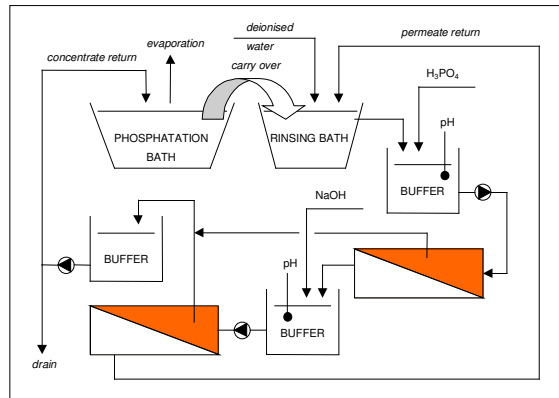 evaporation
deionised
water
permeate return
concentrate return
carry over
H₃PO₄
pH
PHOSPHATATION
BATH
RINSING BATH
BUFFER
NaOH
BUFFER
pH
BUFFER
drain